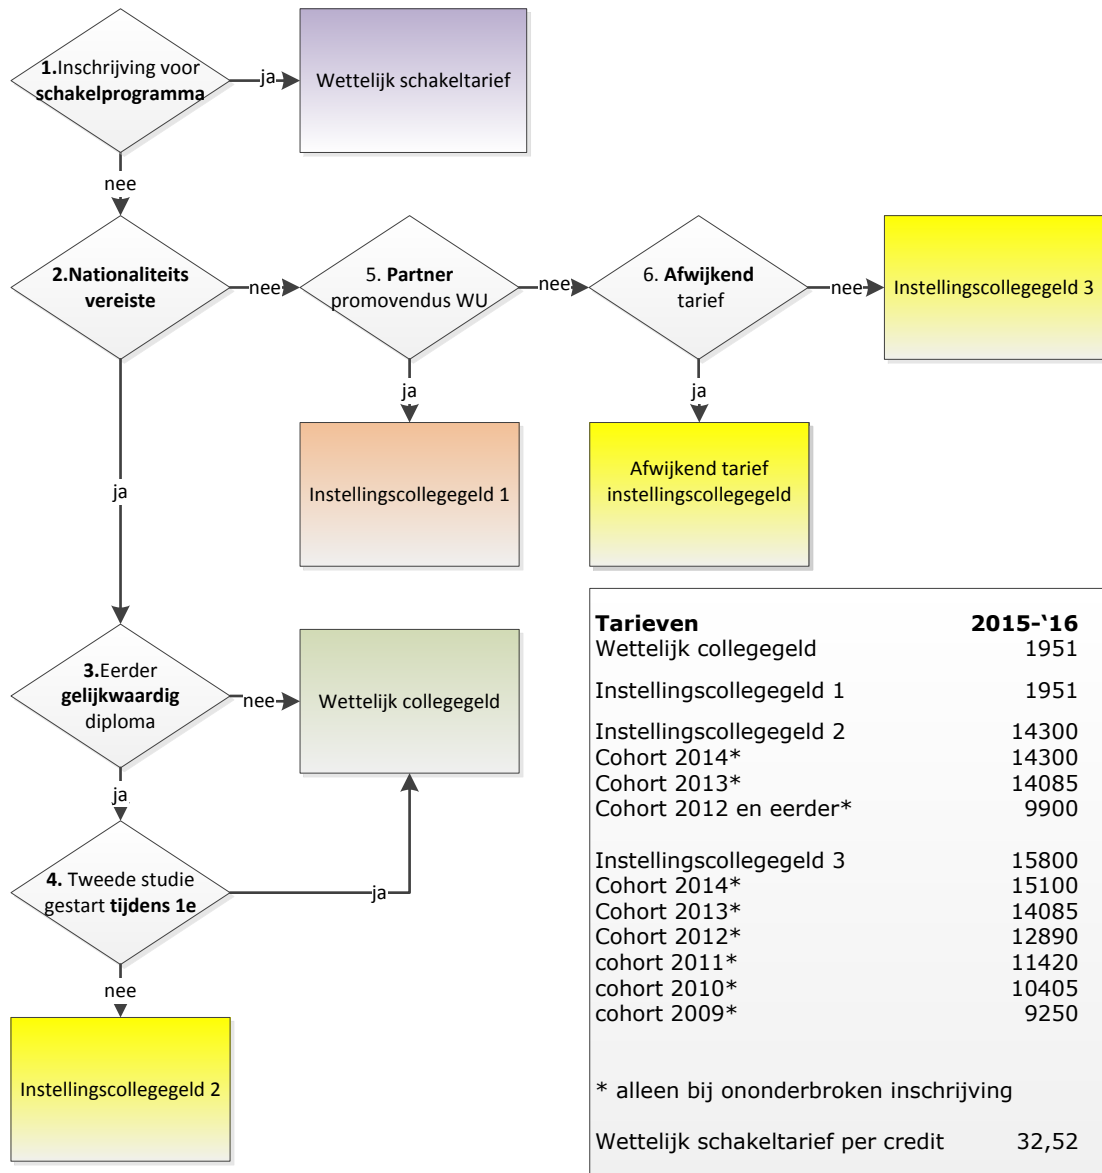 1.Inschrijving voor
schakelprogramma
ja
Wettelijk schakeltarief
nee
2.Nationaliteits
vereiste
nee
5. Partner
promovendus WU
nee
6. Afwijkend
tarief
nee
Instellingscollegegeld 3
ja
ja
ja
Instellingscollegegeld 1
Afwijkend tarief
instellingscollegegeld
3.Eerder
gelijkwaardig
diploma
nee
Wettelijk collegegeld
ja
4. Tweede studie
gestart tijdens 1e
ja
nee
Instellingscollegegeld 2
Tarieven 2015-‘16
Wettelijk collegegeld 1951
Instellingscollegegeld 1 1951
Instellingscollegegeld 2 14300
Cohort 2014* 14300
Cohort 2013* 14085
Cohort 2012 en eerder* 9900
Instellingscollegegeld 3 15800
Cohort 2014* 15100
Cohort 2013* 14085
Cohort 2012* 12890
cohort 2011* 11420
cohort 2010* 10405
cohort 2009* 9250
* alleen bij ononderbroken inschrijving
Wettelijk schakeltarief per credit 32,52